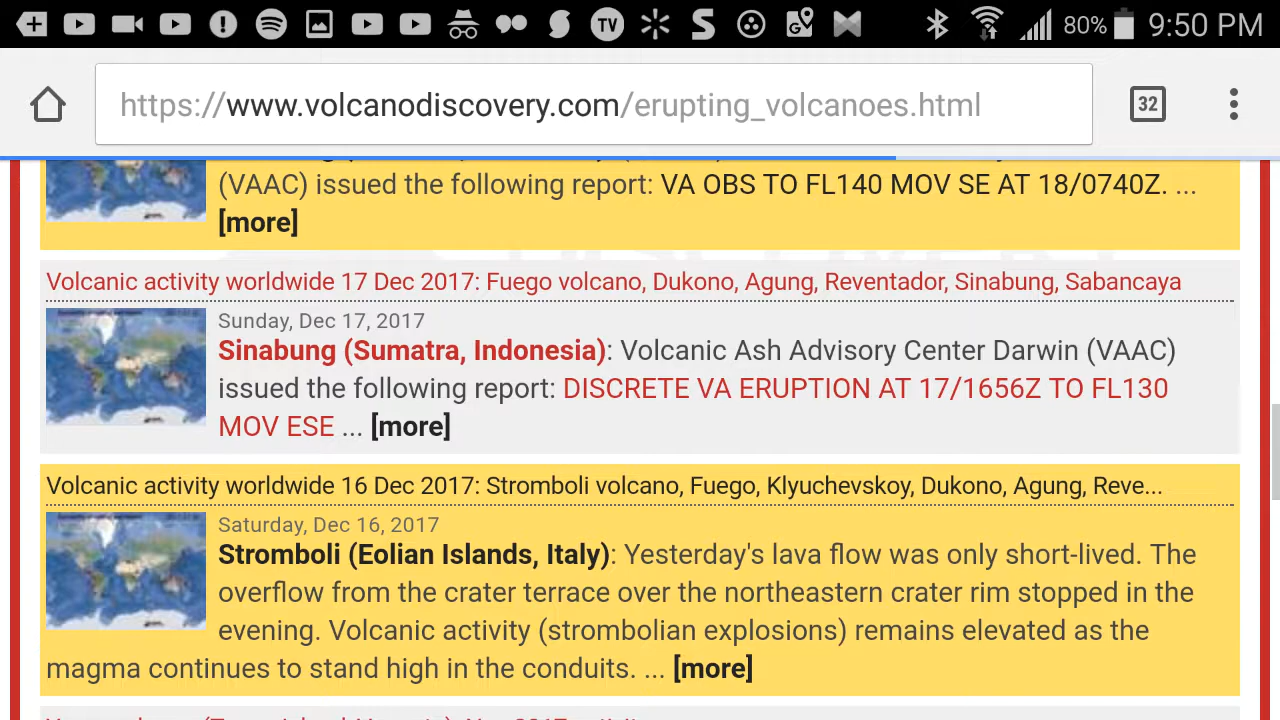 TV
80% 9:50 PM
https://www.volcanodiscovery.com/erupting_volcanoes.html
32
(VAAC) issued the following report: VA OBS TO FL140 MOV SE AT 18/0740Z. ...
[more]
Volcanic activity worldwide 17 Dec 2017: Fuego volcano, Dukono, Agung, Reventador, Sinabung, Sabancaya
Sunday, Dec 17, 2017
Sinabung (Sumatra, Indonesia): Volcanic Ash Advisory Center Darwin (VAAC)
issued the following report: DISCRETE VA ERUPTION AT 17/1656Z TO FL130
MOV ESE ... [more]
Volcanic activity worldwide 16 Dec 2017: Stromboli volcano, Fuego, Klyuchevskoy, Dukono, Agung, Reve...
Saturday, Dec 16, 2017
Stromboli (Eolian Islands, Italy): Yesterday's lava flow was only short-lived. The
overflow from the crater terrace over the northeastern crater rim stopped in the
evening. Volcanic activity (strombolian explosions) remains elevated as the
magma continues to stand high in the conduits. ... [more]